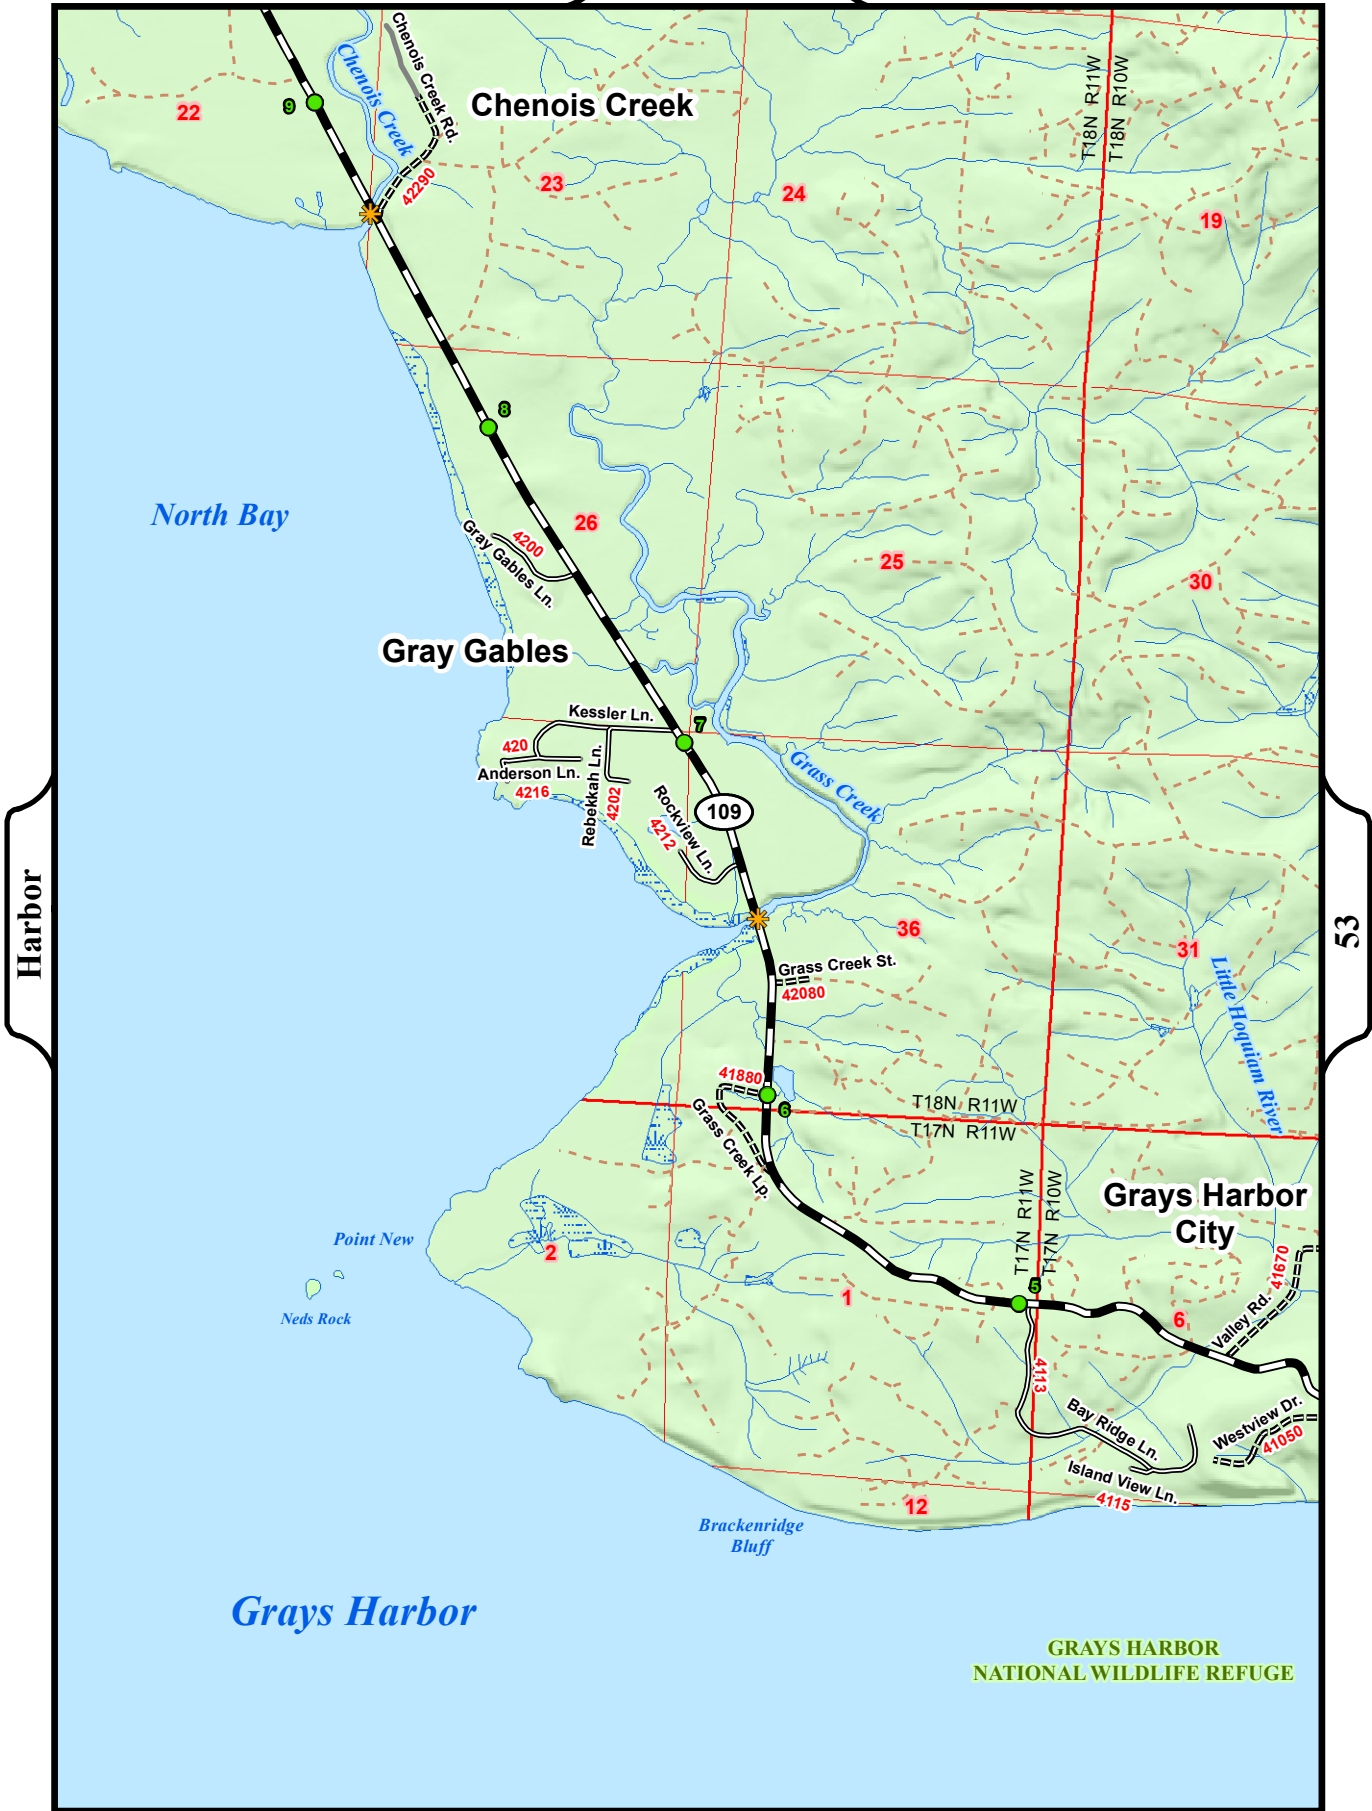 Chenois Creek Rd.
Chenois Creek
Chenois Creek
9
22
T18N R11W
T18N R10W
42290
23
24
19
8
North Bay
26
4200
Gray Gables Ln.
25
30
Gray Gables
Kessler Ln.
7
420
Anderson Ln.
4216
Rebekkah Ln.
4202
Rockview Ln.
4212
109
Grass Creek
Harbor
53
36
31
Little Hoquiam River
Grass Creek St.
42080
41880
6
Grass Creek Lp.
T18N R11W
T17N R11W
T17N R11W
T17N R10W
Grays Harbor
City
Point New
2
Neds Rock
1
5
6
41670
Valley Rd.
4113
Bay Ridge Ln.
Westview Dr.
41050
Island View Ln.
4115
12
Brackenridge
Bluff
Grays Harbor
GRAYS HARBOR
NATIONAL WILDLIFE REFUGE